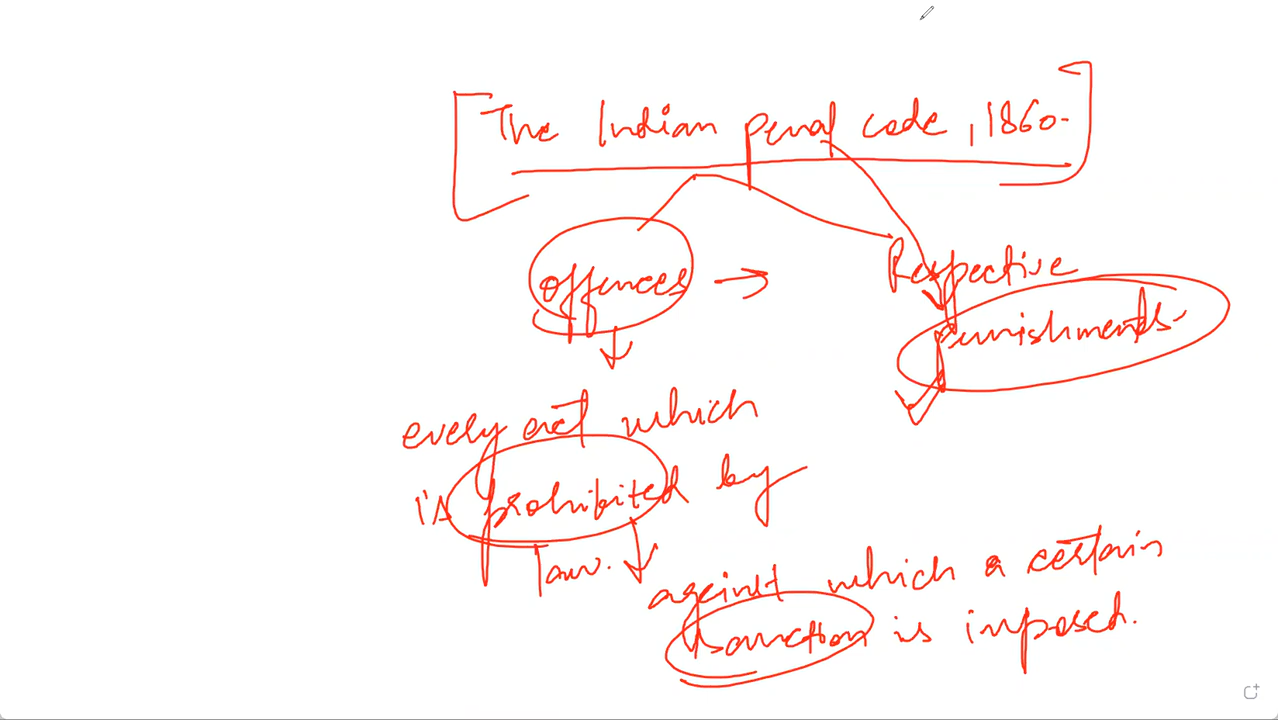 The Indian penal code, 1860-
offences → Respective
punishments-
every act which
is prohibited by
law.
against which a certain
sanction is imposed.